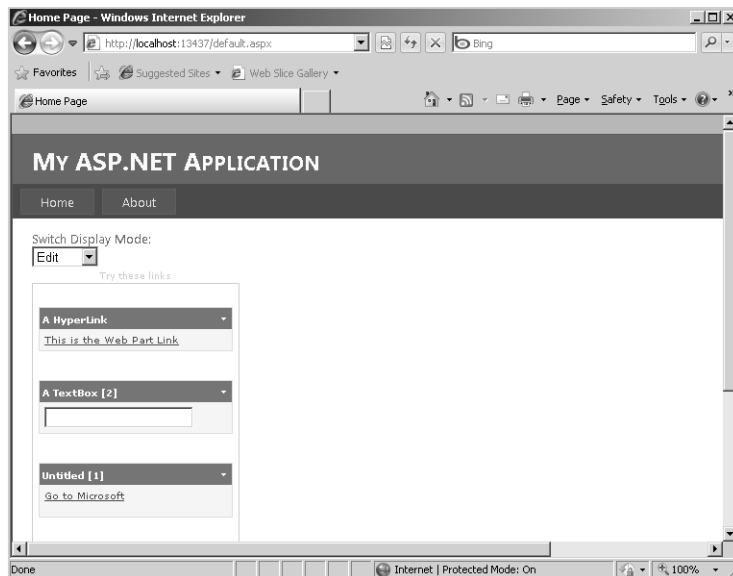 Home Page - Windows Internet Explorer
http://localhost:13437/default.aspx
Bing
Favorites Suggested Sites Web Slice Gallery
Home Page Page Safety Tools »
MY ASP.NET APPLICATION
Home About
Switch Display Mode:
Edit
Try these links
A HyperLink
This is the Web Part Link
A TextBox [2]
Untitled [1]
Go to Microsoft
Done Internet | Protected Mode: On 100%